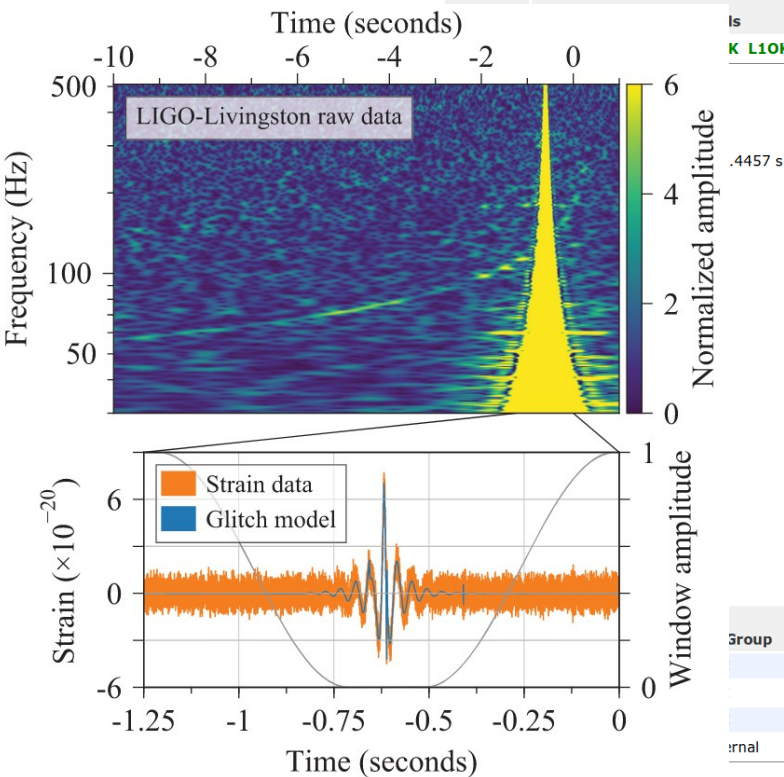 Time (seconds)
-10 -8 -6 -4 -2 0
ls
K L1OK
500
100
50
Frequency (Hz)
LIGO-Livingston raw data
6
4
2
0
Normalized amplitude
.4457 s
Strain (×10⁻²⁰)
6
0
-6
Strain data
Glitch model
1
0
Window amplitude
-1.25 -1 -0.75 -0.5 -0.25 0
Time (seconds)
Group
ernal